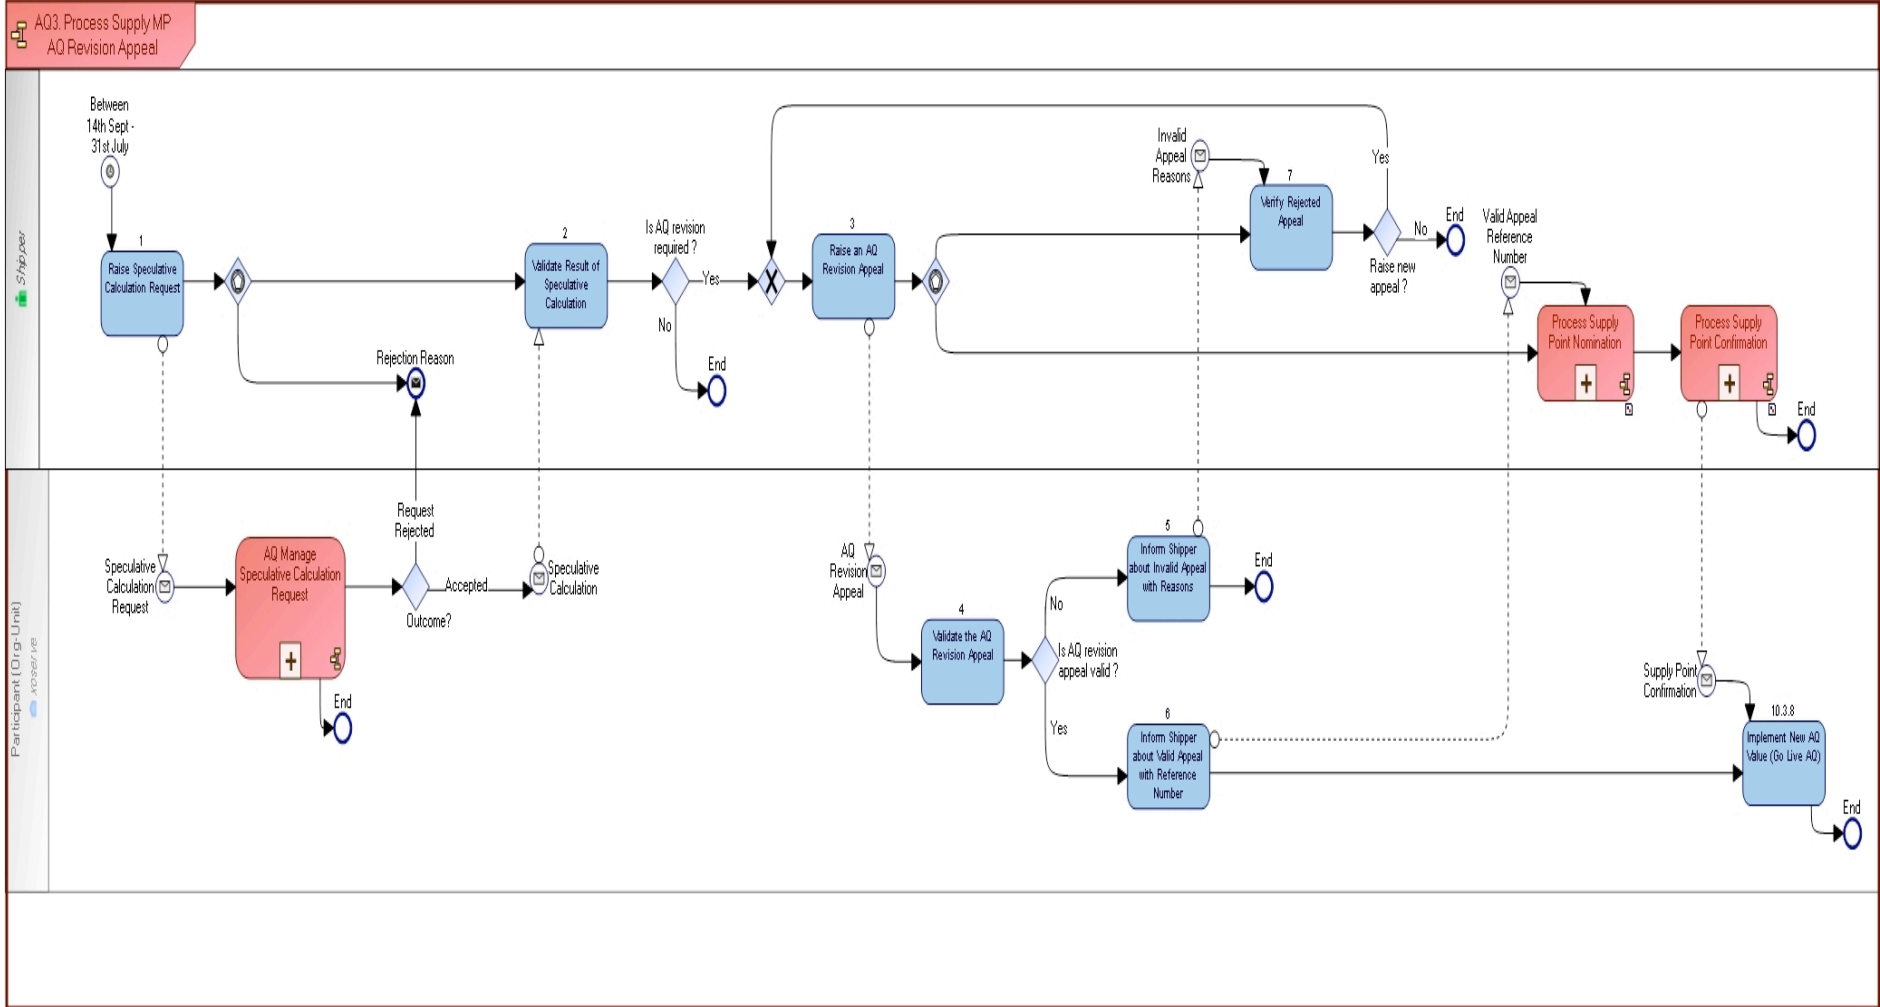 AQ3. Process Supply MP
AQ Revision Appeal
Shipper
Between
14th Sept -
31st July
1
Raise Speculative
Calculation Request
Rejection Reason
2
Validate Result of
Speculative
Calculation
Is AQ revision
required ?
Yes
No
End
3
Raise an AQ
Revision Appeal
Invalid
Appeal
Reasons
7
Verify Rejected
Appeal
Yes
No
Raise new
appeal ?
End
Valid Appeal
Reference
Number
Process Supply
Point Nomination
Process Supply
Point Confirmation
End
Participant (Org-Unit)
xoserve
Speculative
Calculation
Request
AQ Manage
Speculative Calculation
Request
End
Request
Rejected
Accepted
Outcome?
Speculative
Calculation
AQ
Revision
Appeal
4
Validate the AQ
Revision Appeal
No
Is AQ revision
appeal valid ?
Yes
5
Inform Shipper
about Invalid Appeal
with Reasons
End
6
Inform Shipper
about Valid Appeal
with Reference
Number
Supply Point
Confirmation
10.3.8
Implement New AQ
Value (Go Live AQ)
End